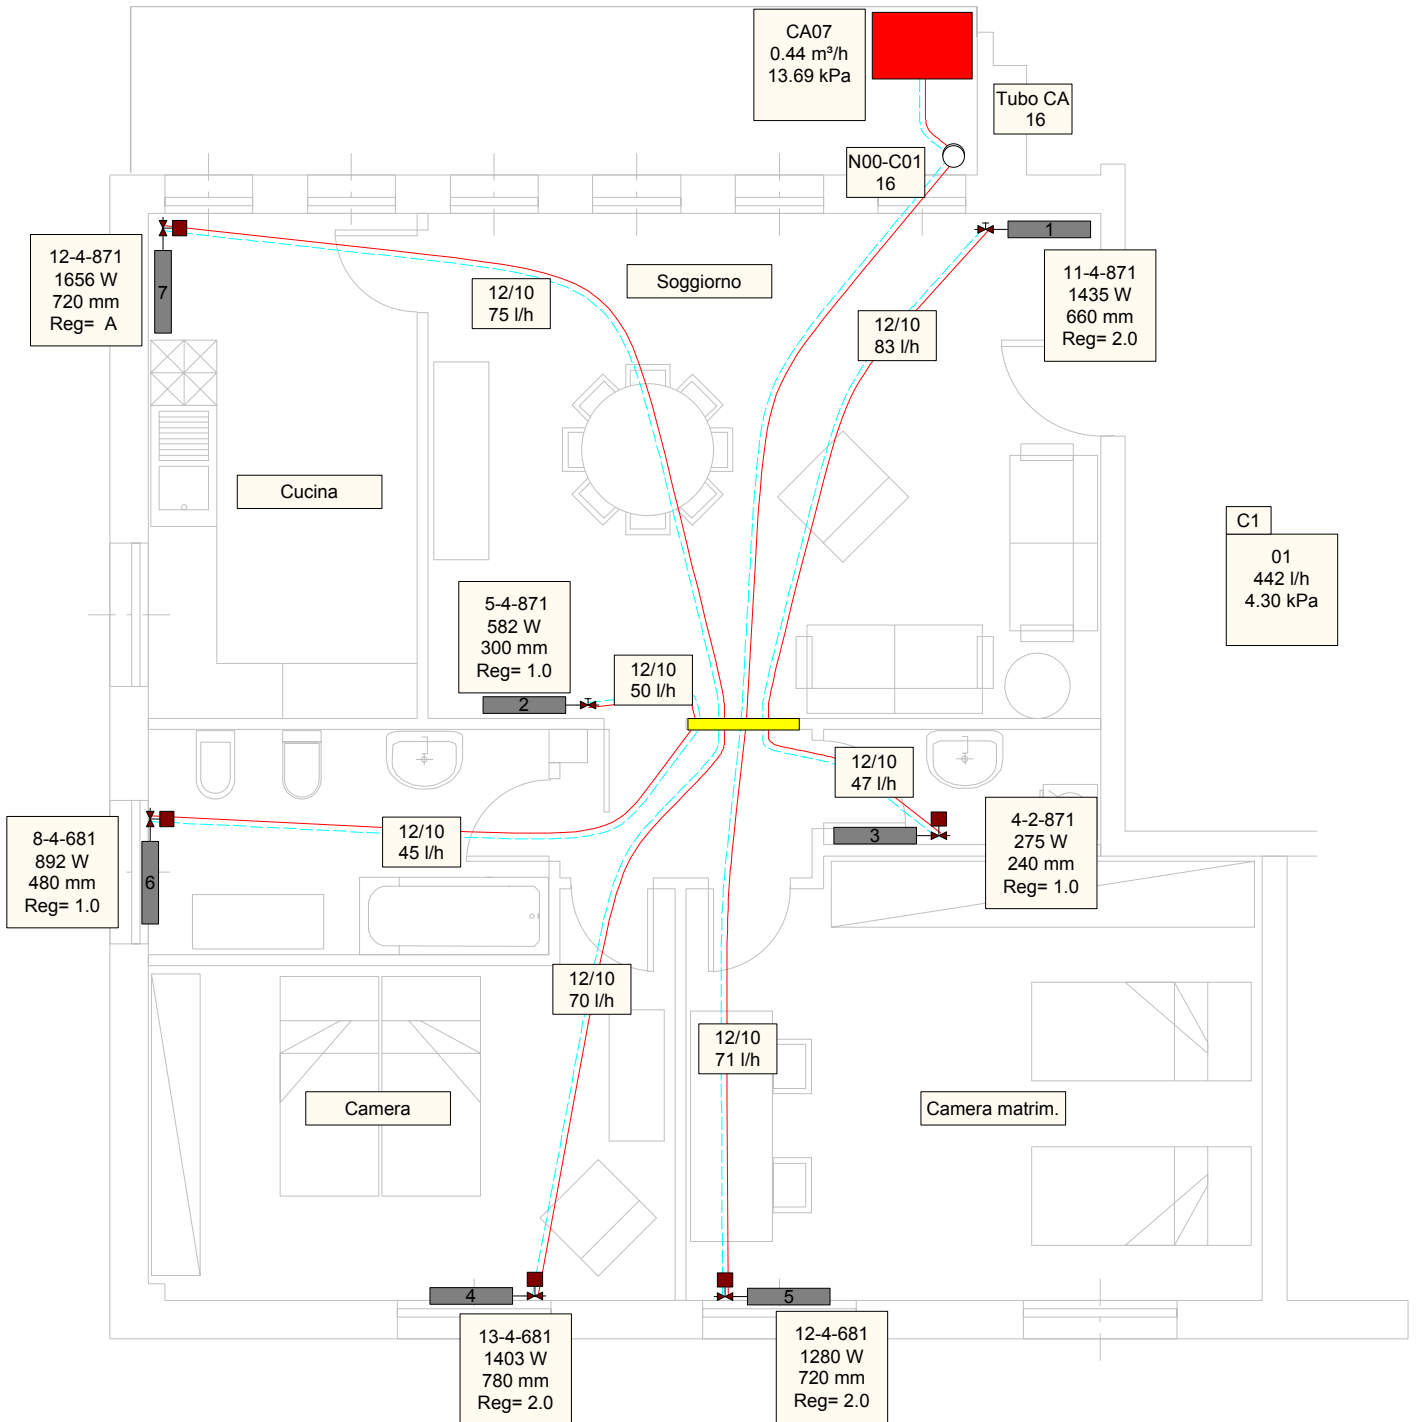 CA07
0.44 m³/h
13.69 kPa
Tubo CA
16
N00-C01
16
1
12-4-871
1656 W
720 mm
Reg=  A
7
12/10
75 l/h
Soggiorno
12/10
83 l/h
11-4-871
1435 W
660 mm
Reg= 2.0
Cucina
C1
01
442 l/h
4.30 kPa
5-4-871
582 W
300 mm
Reg= 1.0
2
12/10
50 l/h
12/10
47 l/h
8-4-681
892 W
480 mm
Reg= 1.0
6
12/10
45 l/h
3
4-2-871
275 W
240 mm
Reg= 1.0
12/10
70 l/h
12/10
71 l/h
Camera
Camera matrim.
4
5
13-4-681
1403 W
780 mm
Reg= 2.0
12-4-681
1280 W
720 mm
Reg= 2.0